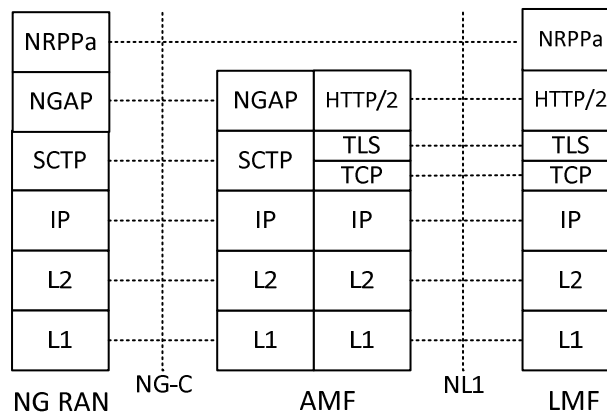 NRPPa NRPPa
NGAP NGAP HTTP/2 HTTP/2
SCTP SCTP TLS TLS
TCP TCP
IP IP IP IP
L2 L2 L2 L2
L1 L1 L1 L1
NG-C NL1
NG RAN AMF LMF